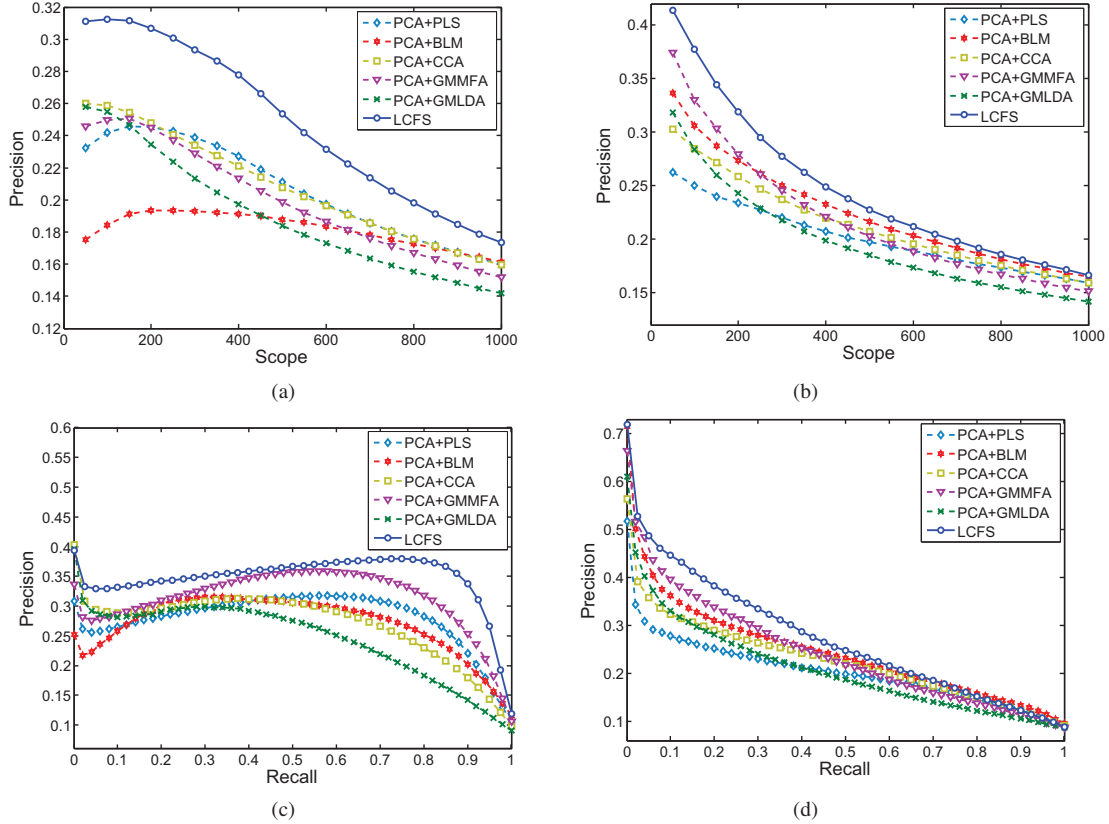 0.32
0.3
0.28
0.26
0.24
0.22
0.2
0.18
0.16
0.14
0.12
Precision
0
200
400
600
800
1000
Scope
PCA+PLS
PCA+BLM
PCA+CCA
PCA+GMMFA
PCA+GMLDA
LCFS
(a)
0.4
0.35
0.3
0.25
0.2
0.15
Precision
0
200
400
600
800
1000
Scope
PCA+PLS
PCA+BLM
PCA+CCA
PCA+GMMFA
PCA+GMLDA
LCFS
(b)
0.6
0.55
0.5
0.45
0.4
0.35
0.3
0.25
0.2
0.15
0.1
Precision
0
0.1
0.2
0.3
0.4
0.5
0.6
0.7
0.8
0.9
1
Recall
PCA+PLS
PCA+BLM
PCA+CCA
PCA+GMMFA
PCA+GMLDA
LCFS
(c)
0.7
0.6
0.5
0.4
0.3
0.2
0.1
Precision
0
0.1
0.2
0.3
0.4
0.5
0.6
0.7
0.8
0.9
1
Recall
PCA+PLS
PCA+BLM
PCA+CCA
PCA+GMMFA
PCA+GMLDA
LCFS
(d)